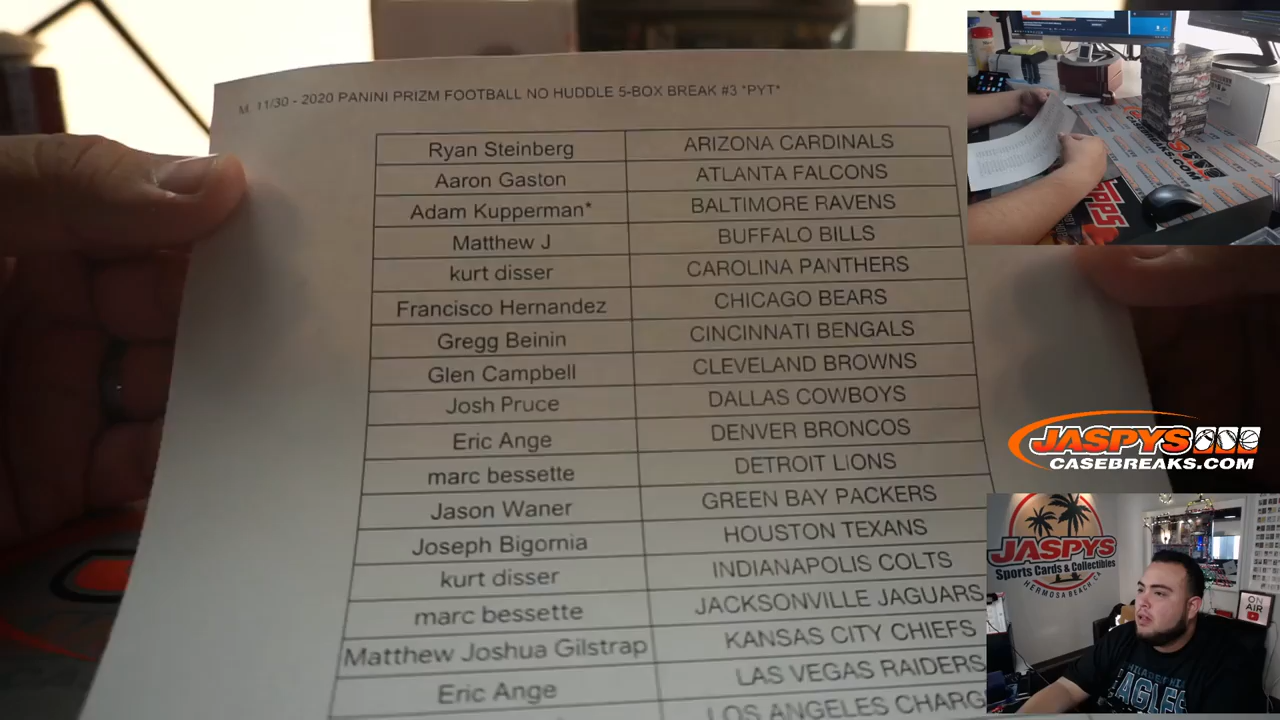 M. 11/30 - 2020 PANINI PRIZM FOOTBALL NO HUDDLE 5-BOX BREAK #3 *PYT*
Ryan Steinberg ARIZONA CARDINALS
Aaron Gaston ATLANTA FALCONS
Adam Kupperman* BALTIMORE RAVENS
Matthew J BUFFALO BILLS
kurt disser CAROLINA PANTHERS
Francisco Hernandez CHICAGO BEARS
Gregg Beinin CINCINNATI BENGALS
Glen Campbell CLEVELAND BROWNS
Josh Pruce DALLAS COWBOYS
Eric Ange DENVER BRONCOS
marc bessette DETROIT LIONS
Jason Waner GREEN BAY PACKERS
Joseph Bigornia HOUSTON TEXANS
kurt disser INDIANAPOLIS COLTS
marc bessette JACKSONVILLE JAGUARS
Matthew Joshua Gilstrap KANSAS CITY CHIEFS
Eric Ange LAS VEGAS RAIDERS
LOS ANGELES CHARG
TOPPS
JASPYS
CASEBREAKS.COM
JASPYS
Sports Cards & Collectibles
HERMOSA BEACH, CA
ON AIR
EAGLES